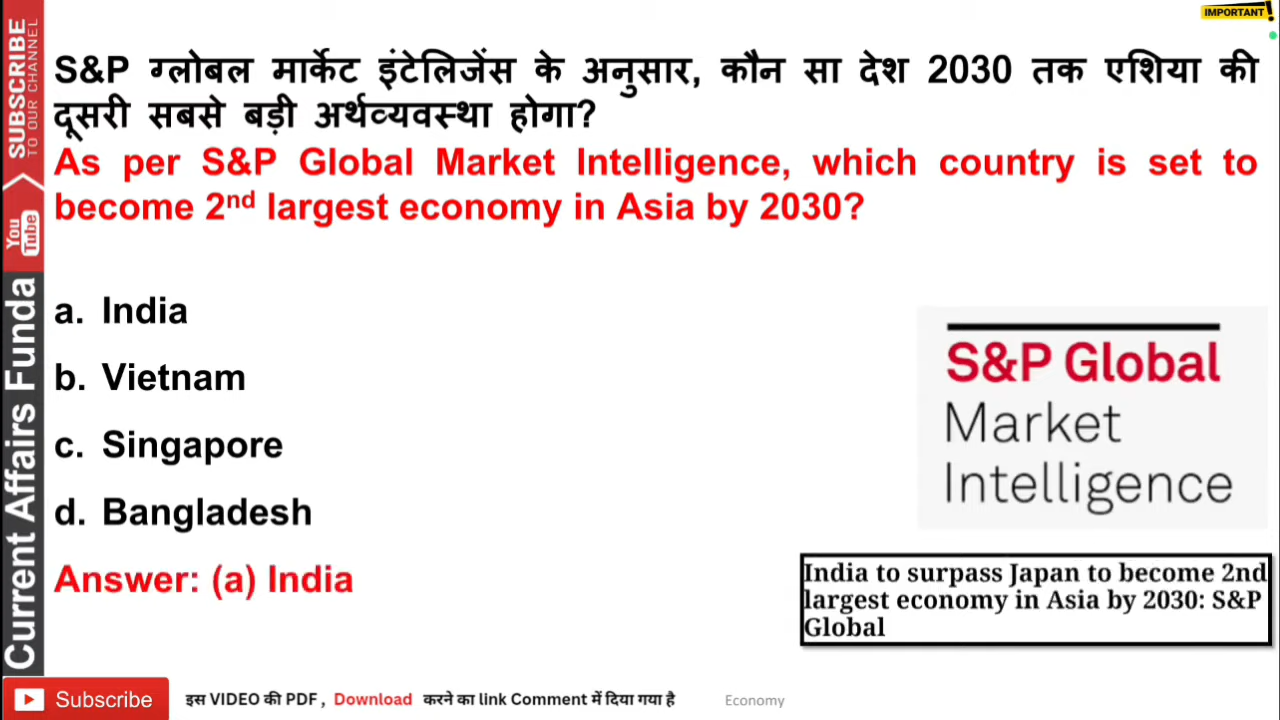 IMPORTANT!
S&P ग्लोबल मार्केट इंटेलिजेंस के अनुसार, कौन सा देश 2030 तक एशिया की
दूसरी सबसे बड़ी अर्थव्यवस्था होगा?
As per S&P Global Market Intelligence, which country is set to
become 2nd largest economy in Asia by 2030?
a. India
b. Vietnam
c. Singapore
d. Bangladesh
Answer: (a) India
S&P Global
Market
Intelligence
India to surpass Japan to become 2nd
largest economy in Asia by 2030: S&P
Global
SUBSCRIBE
TO OUR CHANNEL
You
Tube
Current Affairs Funda
Subscribe
इस VIDEO की PDF , Download करने का link Comment में दिया गया है
Economy